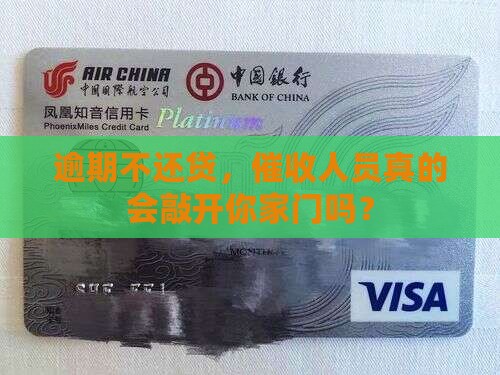 AIR CHINA
中国国际航空公司
中国银行
BANK OF CHINA
凤凰知音信用卡
PhoenixMiles Credit Card
Platinum
逾期不还贷，催收人员真的
会敲开你家门吗？
MONTH
VISA